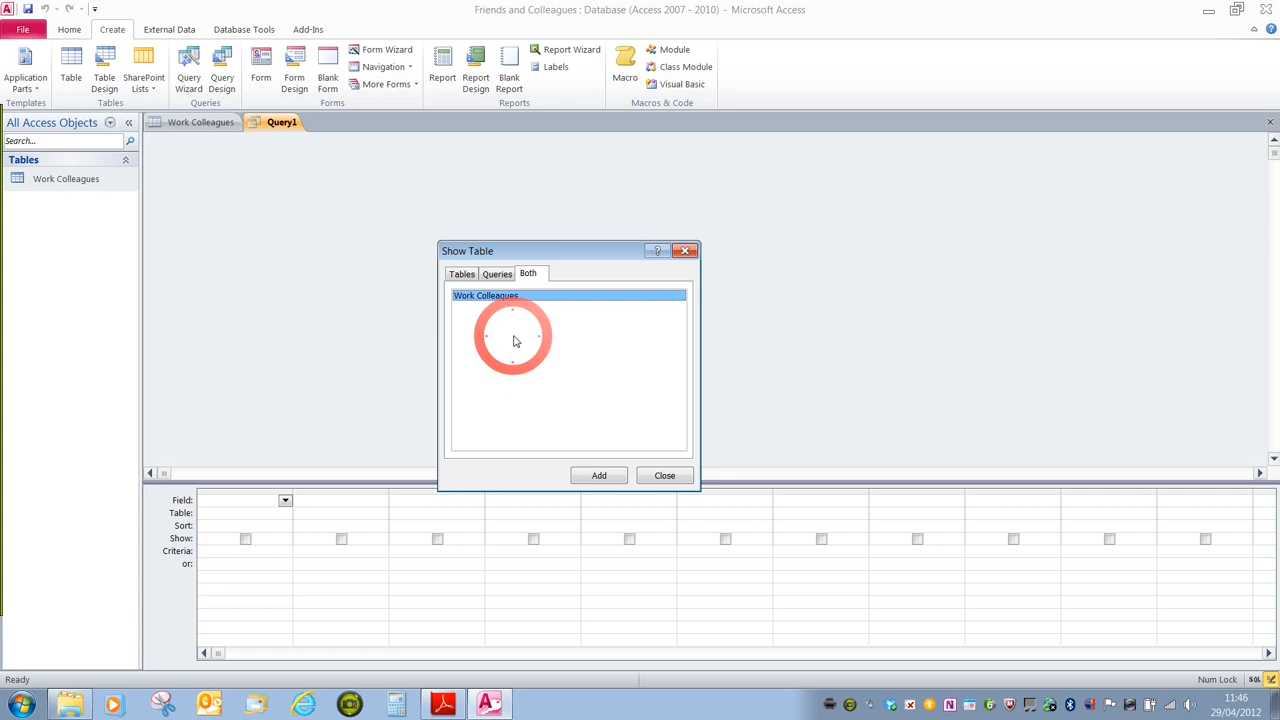 Friends and Colleagues : Database (Access 2007 - 2010) - Microsoft Access
File Home Create External Data Database Tools Add-Ins
Application Parts Table Table Design SharePoint Lists Query Wizard Query Design Form Form Design Blank Form Form Wizard Navigation More Forms Report Report Design Blank Report Report Wizard Labels Macro Module Class Module Visual Basic
Templates Tables Queries Forms Reports Macros & Code
All Access Objects
Work Colleagues Query1
Search...
Tables
Work Colleagues
Show Table
Tables Queries Both
Work Colleagues
Add Close
Field:
Table:
Sort:
Show:
Criteria:
or:
Ready Num Lock SQL
11:46
29/04/2012